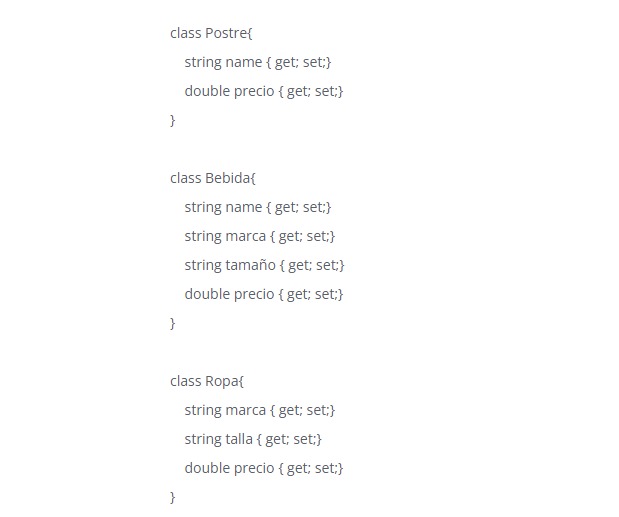 class Postre{
string name { get; set;}
double precio { get; set;}
}
class Bebida{
string name { get; set;}
string marca { get; set;}
string tamaño { get; set;}
double precio { get; set;}
}
class Ropa{
string marca { get; set;}
string talla { get; set;}
double precio { get; set;}
}